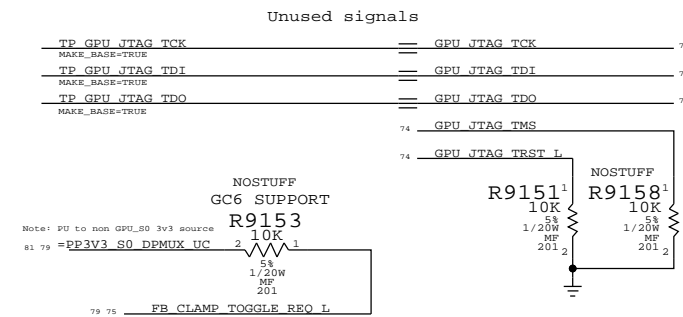 Unused signals
TP_GPU_JTAG_TCK GPU_JTAG_TCK 7
MAKE_BASE=TRUE
TP_GPU_JTAG_TDI GPU_JTAG_TDI 7
MAKE_BASE=TRUE
TP_GPU_JTAG_TDO GPU_JTAG_TDO 7
MAKE_BASE=TRUE
74 GPU_JTAG_TMS
74 GPU_JTAG_TRST_L
NOSTUFF
R9151 1
10K
5%
1/20W
MF
201 2
NOSTUFF
R9158 1
10K
5%
1/20W
MF
201 2
NOSTUFF
GC6 SUPPORT
R9153
Note: PU to non GPU_S0 3v3 source
81 79 =PP3V3_S0_DPMUX_UC 2 10K 1
5%
1/20W
MF
201
79 75 FB_CLAMP_TOGGLE_REQ_L